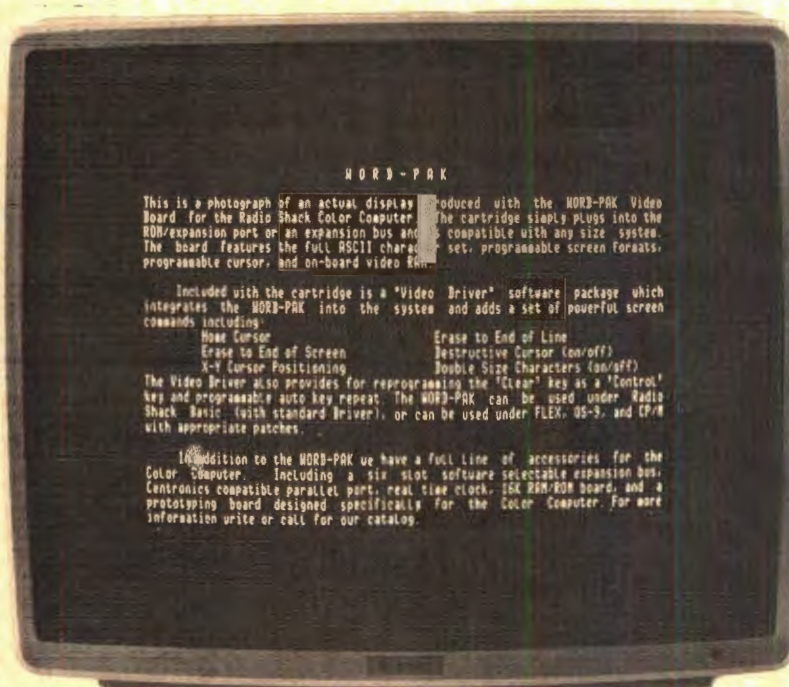 WORD-PAK
This is a photograph of an actual display roduced with the WORD-PAK Video
Board for the Radio Shack Color Computer The cartridge simply plugs into the
ROM/expansion port or an expansion bus and s compatible with any size system.
The board features the full ASCII charac r set, programmable screen formats,
programmable cursor, and on-board video RAM
Included with the cartridge is a "Video Driver" software package which
integrates the WORD-PAK into the system and adds a set of powerful screen
commands including
Home Cursor Erase to End of Line
Erase to End of Screen Destructive Cursor (on/off)
X-Y Cursor Positioning Double Size Characters (on/off)
The Video Driver also provides for reprogramming the "Clear" key as a "Control"
key and programmable auto key repeat. The WORD-PAK can be used under Radio
Shack Basic (with standard Driver), or can be used under FLEX, OS-9, and CP/M
with appropriate patches.
In addition to the WORD-PAK we have a full line of accessories for the
Color Computer. Including a six slot software selectable expansion bus,
Centronics compatible parallel port, real time clock, 16K RAM/ROM board, and a
prototyping board designed specifically for the Color Computer. For more
information write or call for our catalog.